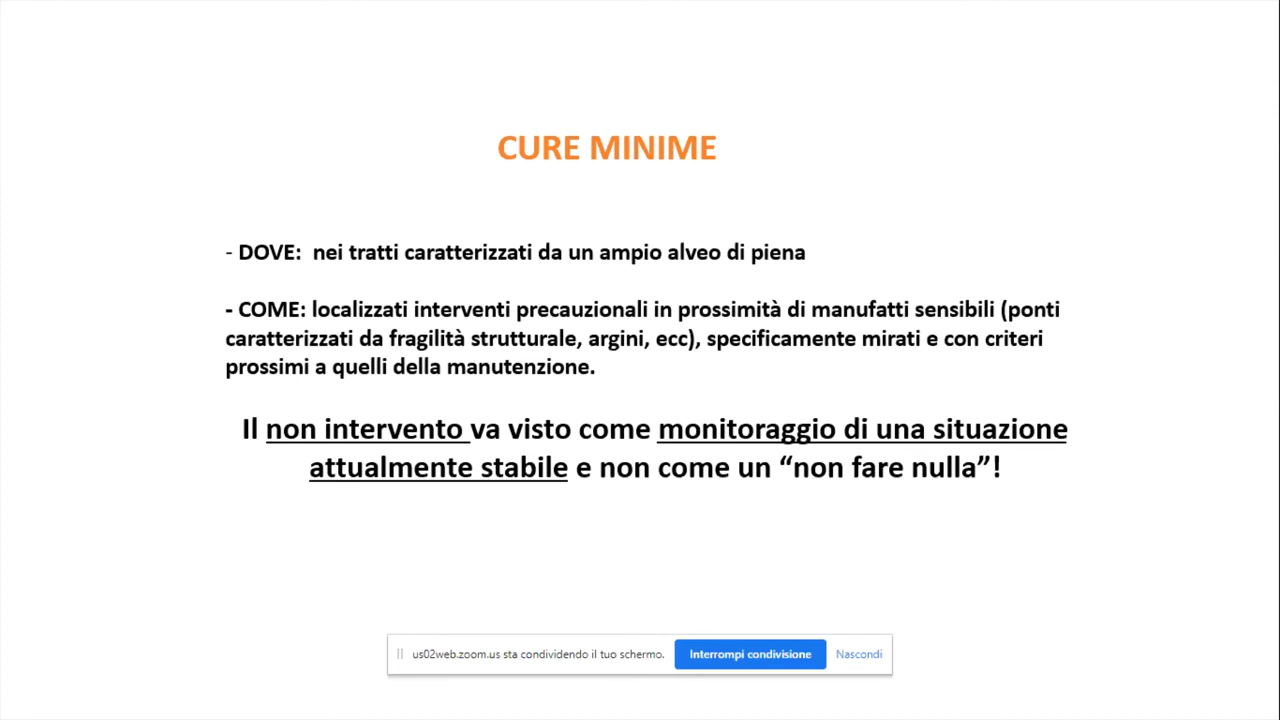 CURE MINIME
- DOVE:  nei tratti caratterizzati da un ampio alveo di piena
- COME: localizzati interventi precauzionali in prossimità di manufatti sensibili (ponti
caratterizzati da fragilità strutturale, argini, ecc), specificamente mirati e con criteri
prossimi a quelli della manutenzione.
Il non intervento va visto come monitoraggio di una situazione
attualmente stabile e non come un “non fare nulla”!
us02web.zoom.us sta condividendo il tuo schermo. Interrompi condivisione Nascondi